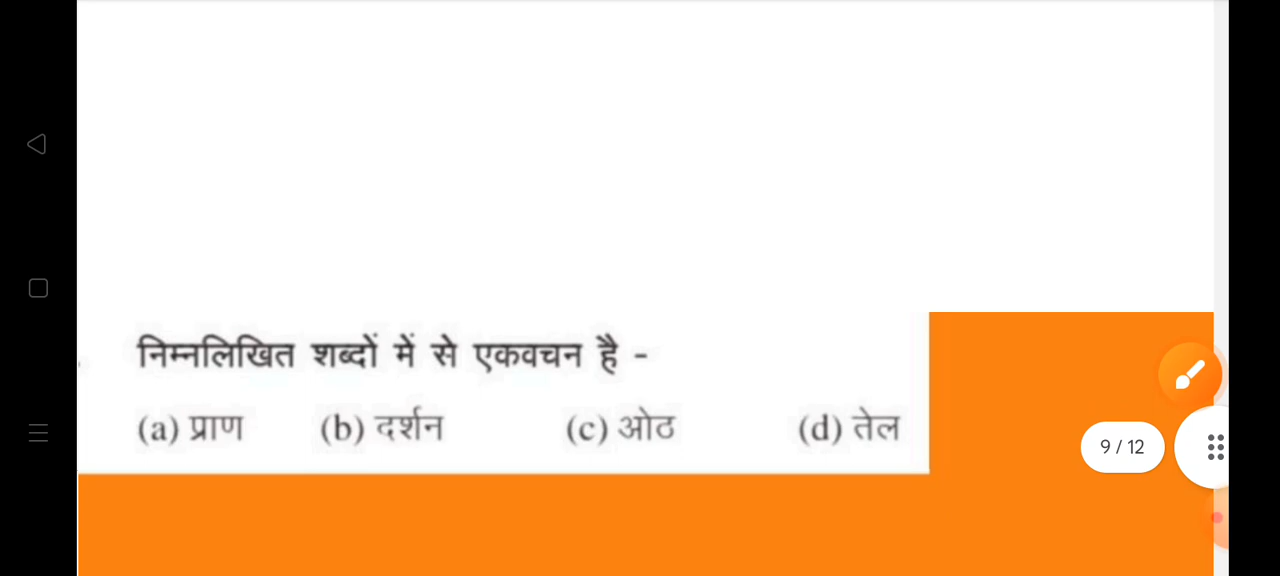 निम्नलिखित शब्दों में से एकवचन है -
(a) प्राण (b) दर्शन (c) ओठ (d) तेल
9 / 12